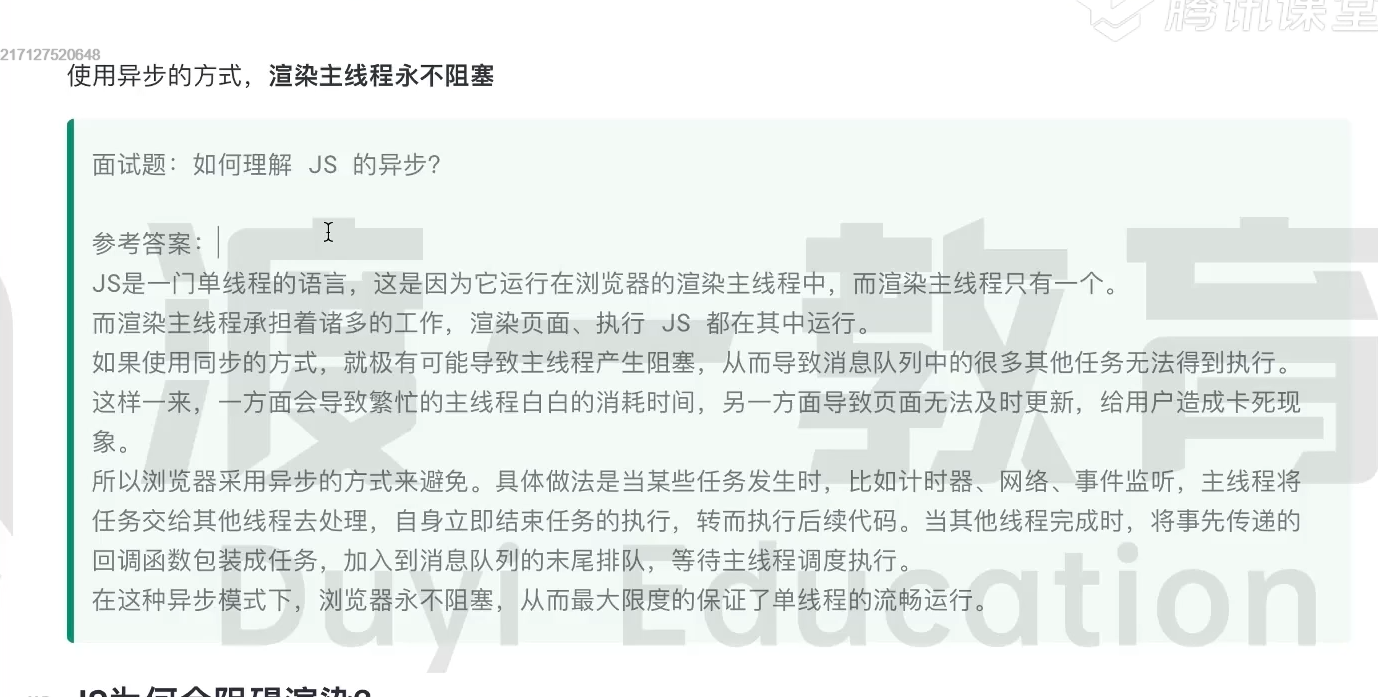 腾讯课堂
217127520648
使用异步的方式，渲染主线程永不阻塞
面试题：如何理解 JS 的异步？
参考答案：
JS是一门单线程的语言，这是因为它运行在浏览器的渲染主线程中，而渲染主线程只有一个。
而渲染主线程承担着诸多的工作，渲染页面、执行 JS 都在其中运行。
如果使用同步的方式，就极有可能导致主线程产生阻塞，从而导致消息队列中的很多其他任务无法得到执行。
这样一来，一方面会导致繁忙的主线程白白的消耗时间，另一方面导致页面无法及时更新，给用户造成卡死现
象。
所以浏览器采用异步的方式来避免。具体做法是当某些任务发生时，比如计时器、网络、事件监听，主线程将
任务交给其他线程去处理，自身立即结束任务的执行，转而执行后续代码。当其他线程完成时，将事先传递的
回调函数包装成任务，加入到消息队列的末尾排队，等待主线程调度执行。
在这种异步模式下，浏览器永不阻塞，从而最大限度的保证了单线程的流畅运行。
渡一教育
Duyi Education
JS为何会阻碍渲染?